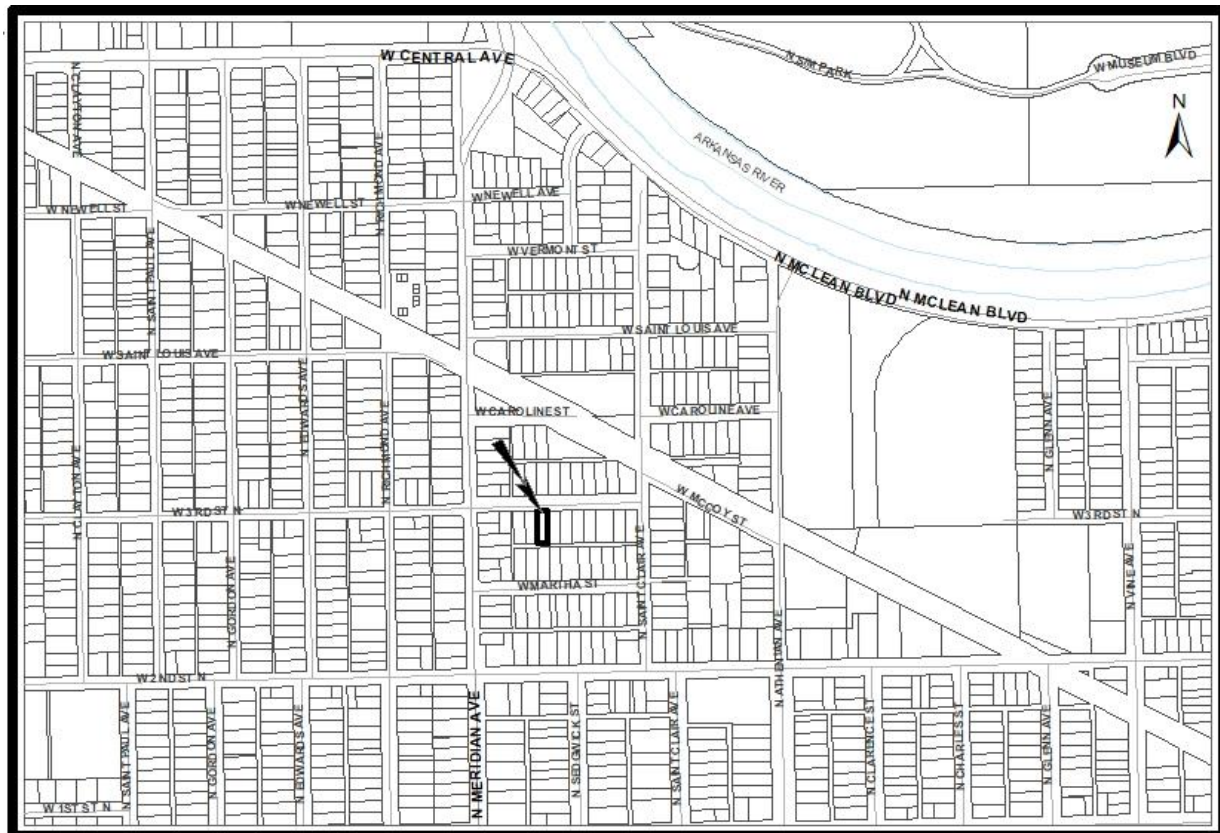 W CENTRAL AVE
N SIM PARK
W MUSEUM BLVD
N CLAYTON AVE
N
ARKANSAS RIVER
N RICHMOND AVE
W NEWELL ST
W NEWELL ST
W NEWELL AVE
N SAINT PAUL AVE
W VERMONT ST
N MCLEAN BLVD
N MCLEAN BLVD
W SAINT LOUIS AVE
W SAINT LOUIS AVE
N EDWARDS AVE
N RICHMOND AVE
W CAROLINE ST
W CAROLINE AVE
N GLENN AVE
N CLAYTON AVE
W 3RD ST N
W MCCOY ST
W 3RD ST N
N GORDON AVE
N SAINT CLAIR AVE
N VINE AVE
W MARTHA ST
N ATHENIAN AVE
W 2ND ST N
N SAINT PAUL AVE
N GORDON AVE
N EDWARDS AVE
N MERIDIAN AVE
N SEDGWICK ST
N SAINT CLAIR AVE
N CLARENCE ST
N CHARLES ST
N GLENN AVE
W 1ST ST N